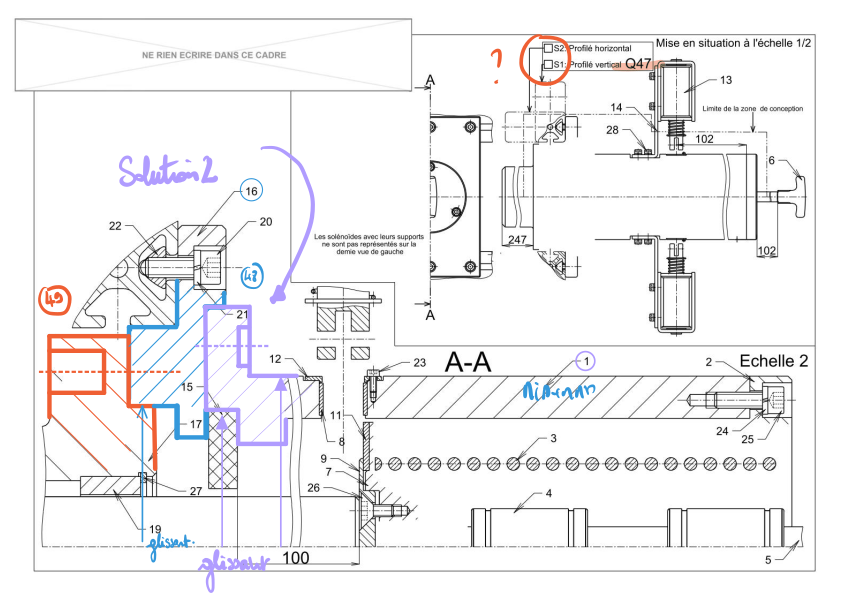 NE RIEN ECRIRE DANS CE CADRE
S2: Profilé horizontal
Mise en situation à l'échelle 1/2
?
S1: Profilé vertical Q47
A
13
14
Limite de la zone de conception
28
102
6
Solution 2
16
22
20
Les solénoïdes avec leurs supports
ne sont pas représentés sur la
demie vue de gauche
247
102
48
49
21
A
12
23
A-A
1
2
Echelle 2
15
17
11
8
24
25
3
9
7
4
26
27
19
glissant.
glissant
100
5